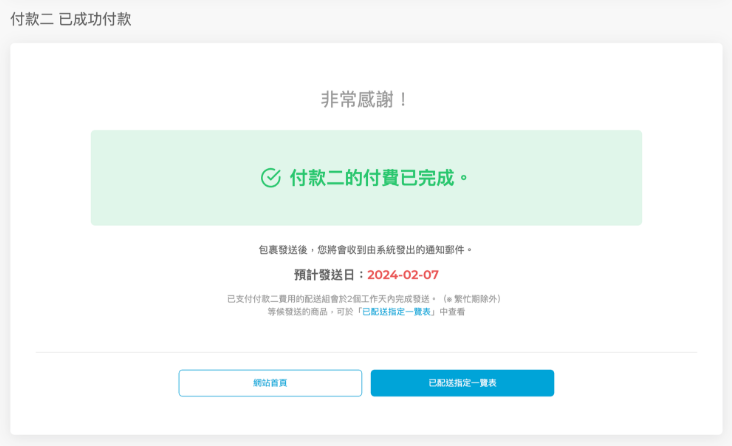 付款二 已成功付款
非常感謝！
付款二的付費已完成。
包裹發送後，您將會收到由系統發出的通知郵件。
預計發送日：2024-02-07
已支付付款二費用的配送組會於2個工作天內完成發送。（※ 繁忙期除外）
等候發送的商品，可於「已配送指定一覽表」中查看
網站首頁
已配送指定一覽表